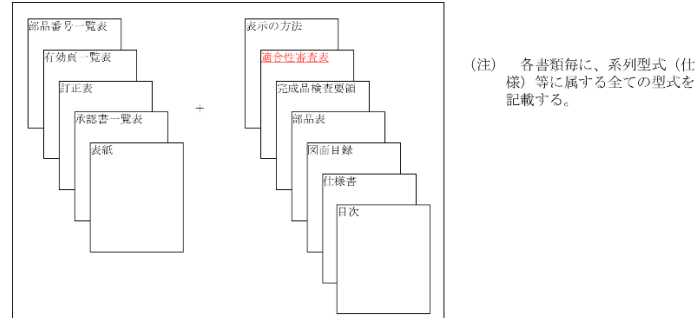 部品番号一覧表
有効頁一覧表
訂正表
承認書一覧表
表紙
+
表示の方法
適合性審査表
完成品検査要領
部品表
図面目録
仕様書
目次
(注) 各書類毎に、系列型式(仕
様)等に属する全ての型式を
記載する。